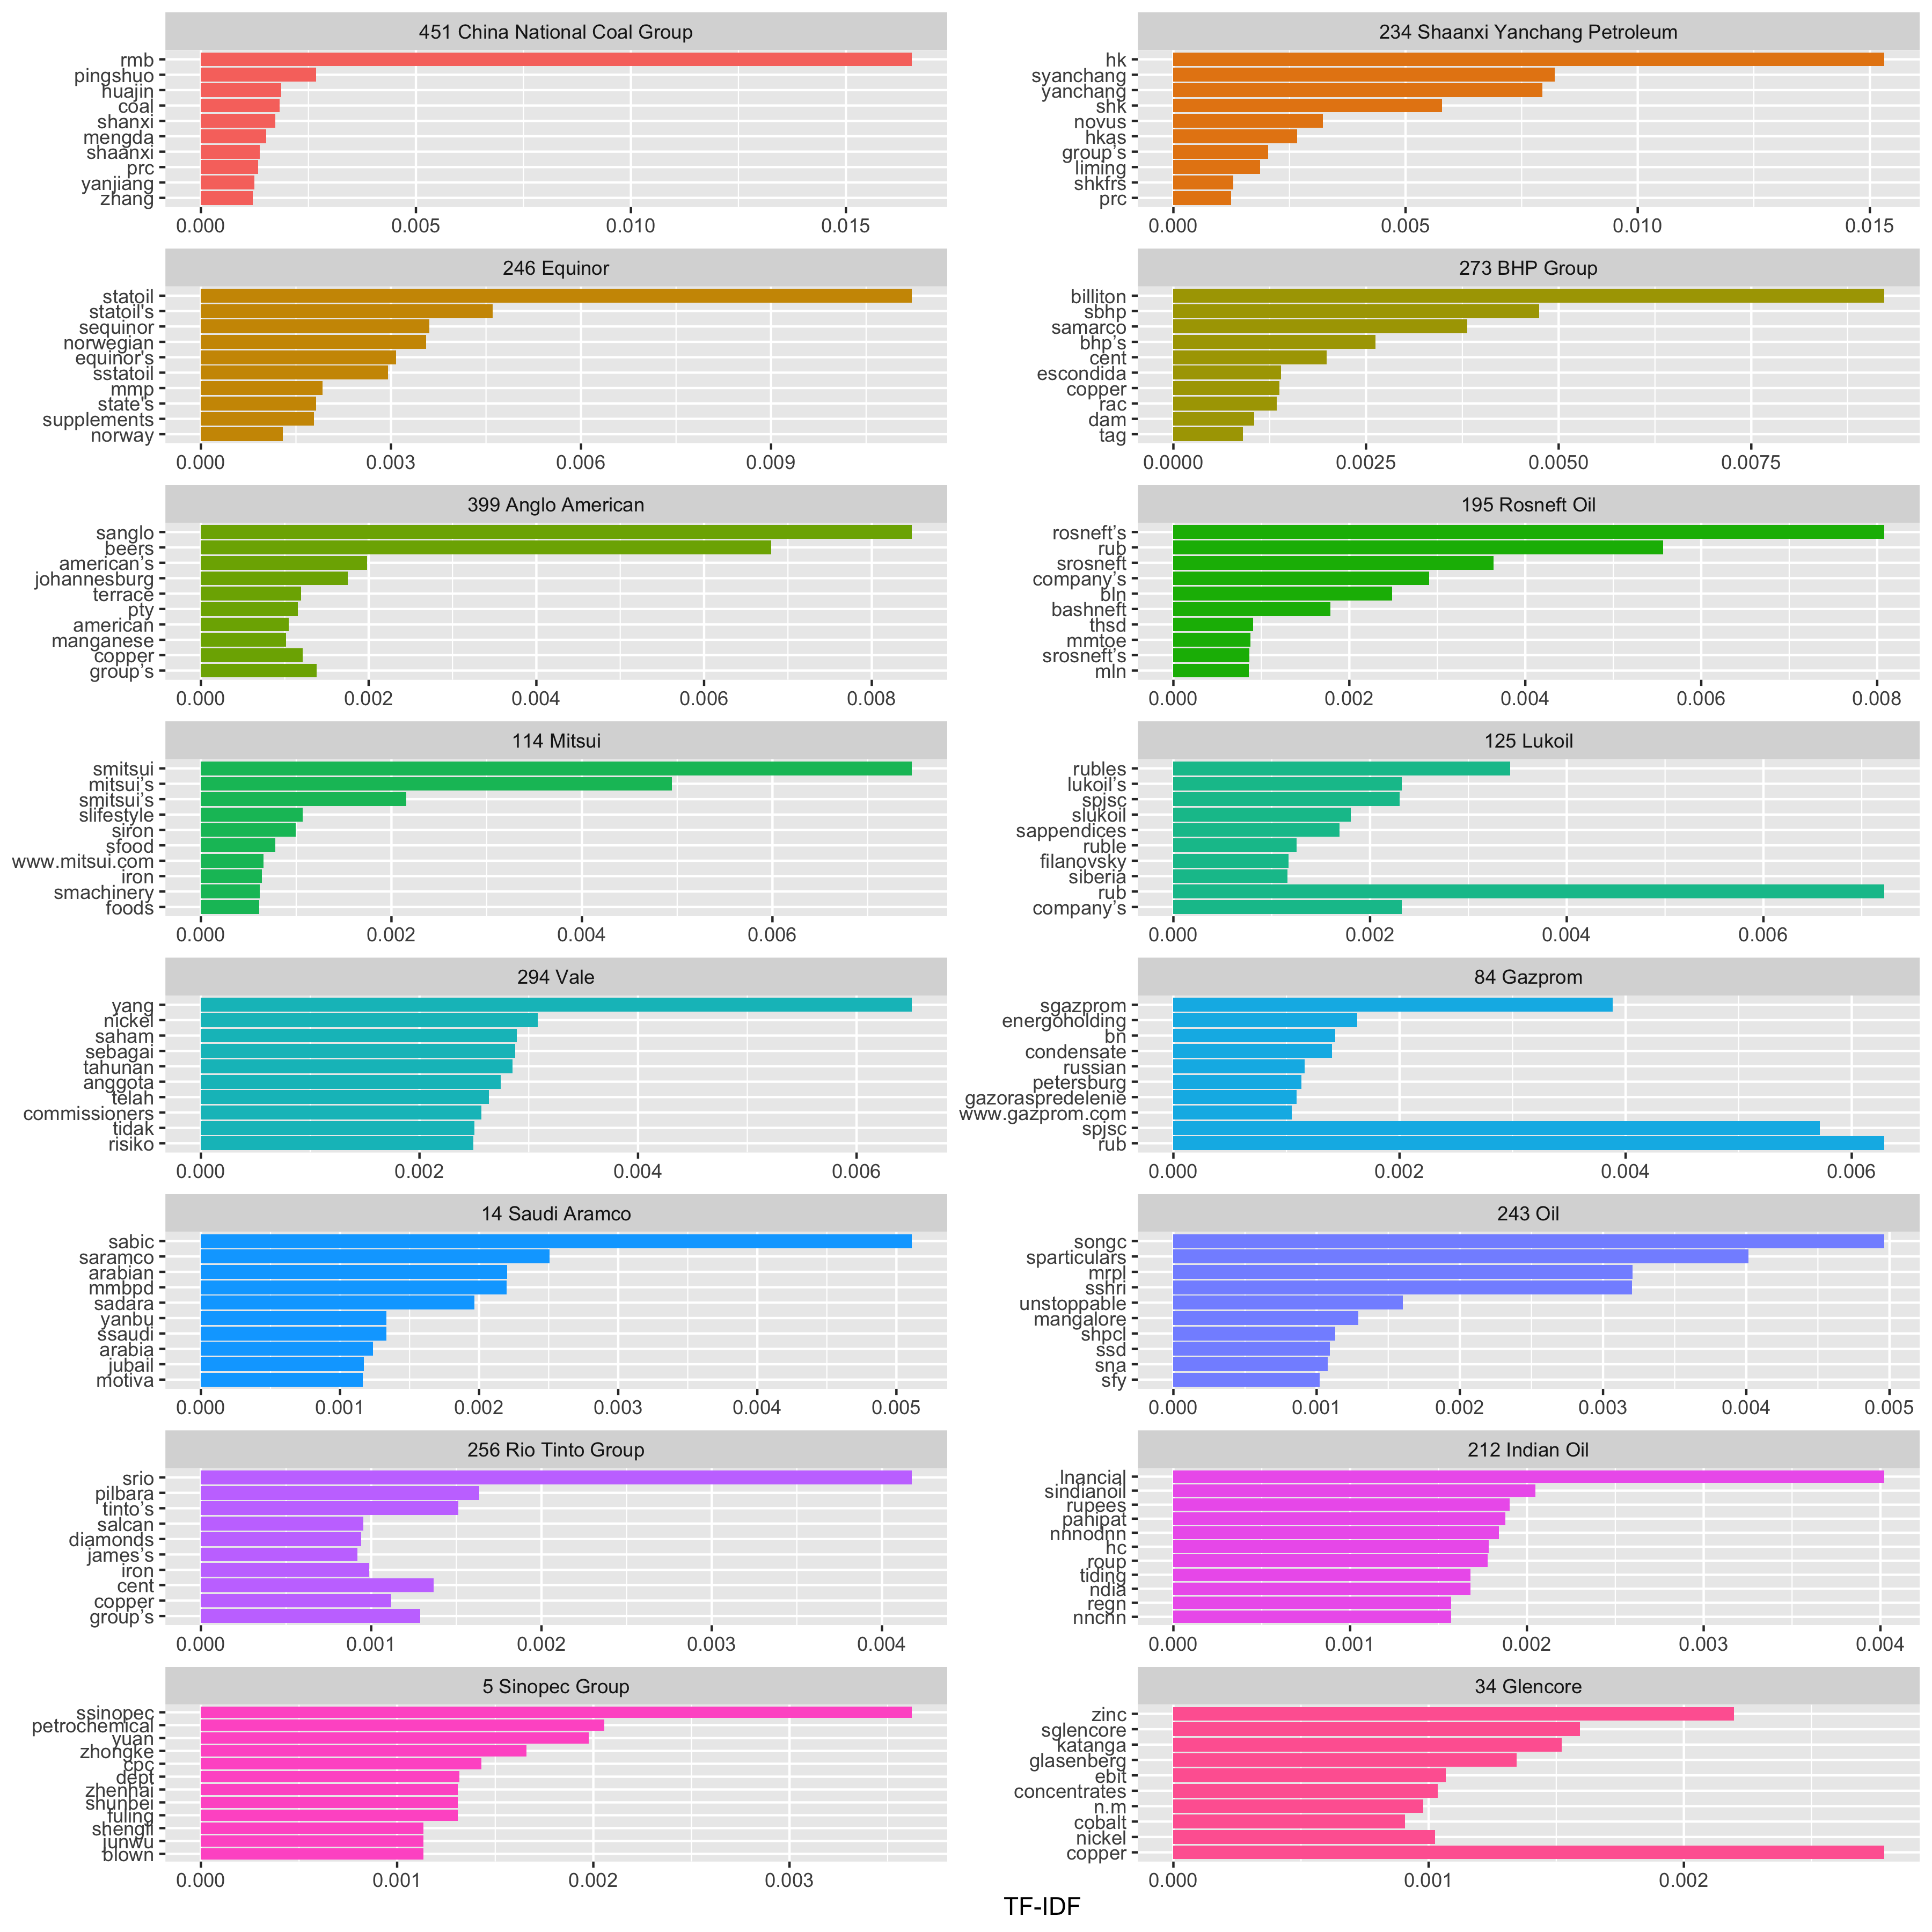 451 China National Coal Group
rmb
pingshuo
huajin
coal
shanxi
mengda
shaanxi
prc
yanjiang
zhang
0.000 0.005 0.010 0.015
234 Shaanxi Yanchang Petroleum
hk
syanchang
yanchang
shk
novus
hkas
group’s
liming
shkfrs
prc
0.000 0.005 0.010 0.015
246 Equinor
statoil
statoil's
sequinor
norwegian
equinor's
sstatoil
mmp
state's
supplements
norway
0.000 0.003 0.006 0.009
273 BHP Group
billiton
sbhp
samarco
bhp’s
cent
escondida
copper
rac
dam
tag
0.0000 0.0025 0.0050 0.0075
399 Anglo American
sanglo
beers
american’s
johannesburg
terrace
pty
american
manganese
copper
group’s
0.000 0.002 0.004 0.006 0.008
195 Rosneft Oil
rosneft’s
rub
srosneft
company’s
bln
bashneft
thsd
mmtoe
srosneft’s
mln
0.000 0.002 0.004 0.006 0.008
114 Mitsui
smitsui
mitsui’s
smitsui’s
slifestyle
siron
sfood
www.mitsui.com
iron
smachinery
foods
0.000 0.002 0.004 0.006
125 Lukoil
rubles
lukoil’s
spjsc
slukoil
sappendices
ruble
filanovsky
siberia
rub
company’s
0.000 0.002 0.004 0.006
294 Vale
yang
nickel
saham
sebagai
tahunan
anggota
telah
commissioners
tidak
risiko
0.000 0.002 0.004 0.006
84 Gazprom
sgazprom
energoholding
bn
condensate
russian
petersburg
gazoraspredelenie
www.gazprom.com
spjsc
rub
0.000 0.002 0.004 0.006
14 Saudi Aramco
sabic
saramco
arabian
mmbpd
sadara
yanbu
ssaudi
arabia
jubail
motiva
0.000 0.001 0.002 0.003 0.004 0.005
243 Oil
songc
sparticulars
mrpl
sshri
unstoppable
mangalore
shpcl
ssd
sna
sfy
0.000 0.001 0.002 0.003 0.004 0.005
256 Rio Tinto Group
srio
pilbara
tinto’s
salcan
diamonds
james’s
iron
cent
copper
group’s
0.000 0.001 0.002 0.003 0.004
212 Indian Oil
lnancial
sindianoil
rupees
panipat
nnnodnn
hc
roup
tiding
ndia
regn
nncnn
0.000 0.001 0.002 0.003 0.004
5 Sinopec Group
ssinopec
petrochemical
yuan
zhongke
cpc
dept
zhenhai
shunbei
fuling
shengli
junwu
blown
0.000 0.001 0.002 0.003
34 Glencore
zinc
sglencore
katanga
glasenberg
ebit
concentrates
n.m
cobalt
nickel
copper
0.000 0.001 0.002
TF-IDF